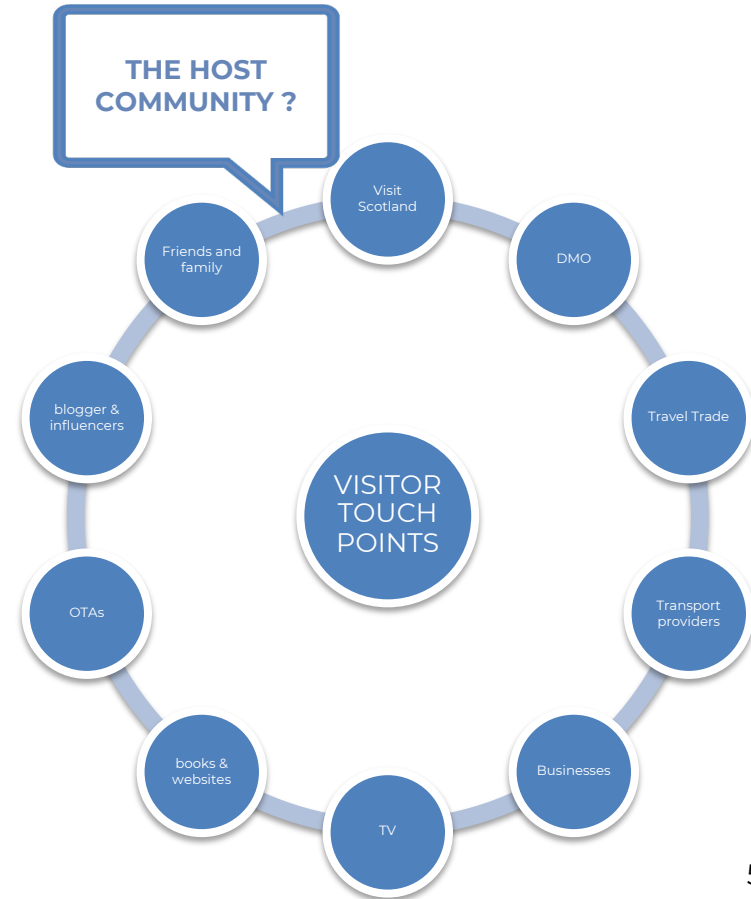 THE HOST
COMMUNITY ?
Visit
Scotland
DMO
Travel Trade
Transport
providers
Businesses
TV
books &
websites
OTAs
blogger &
influencers
Friends and
family
VISITOR
TOUCH
POINTS
5